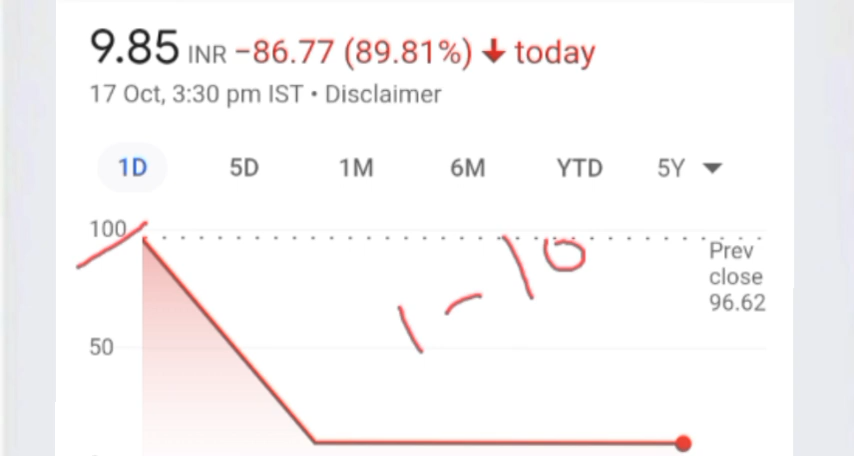 9.85 INR −86.77 (89.81%) ↓ today
17 Oct, 3:30 pm IST • Disclaimer
1D 5D 1M 6M YTD 5Y
100
Prev
close
96.62
1-10
50